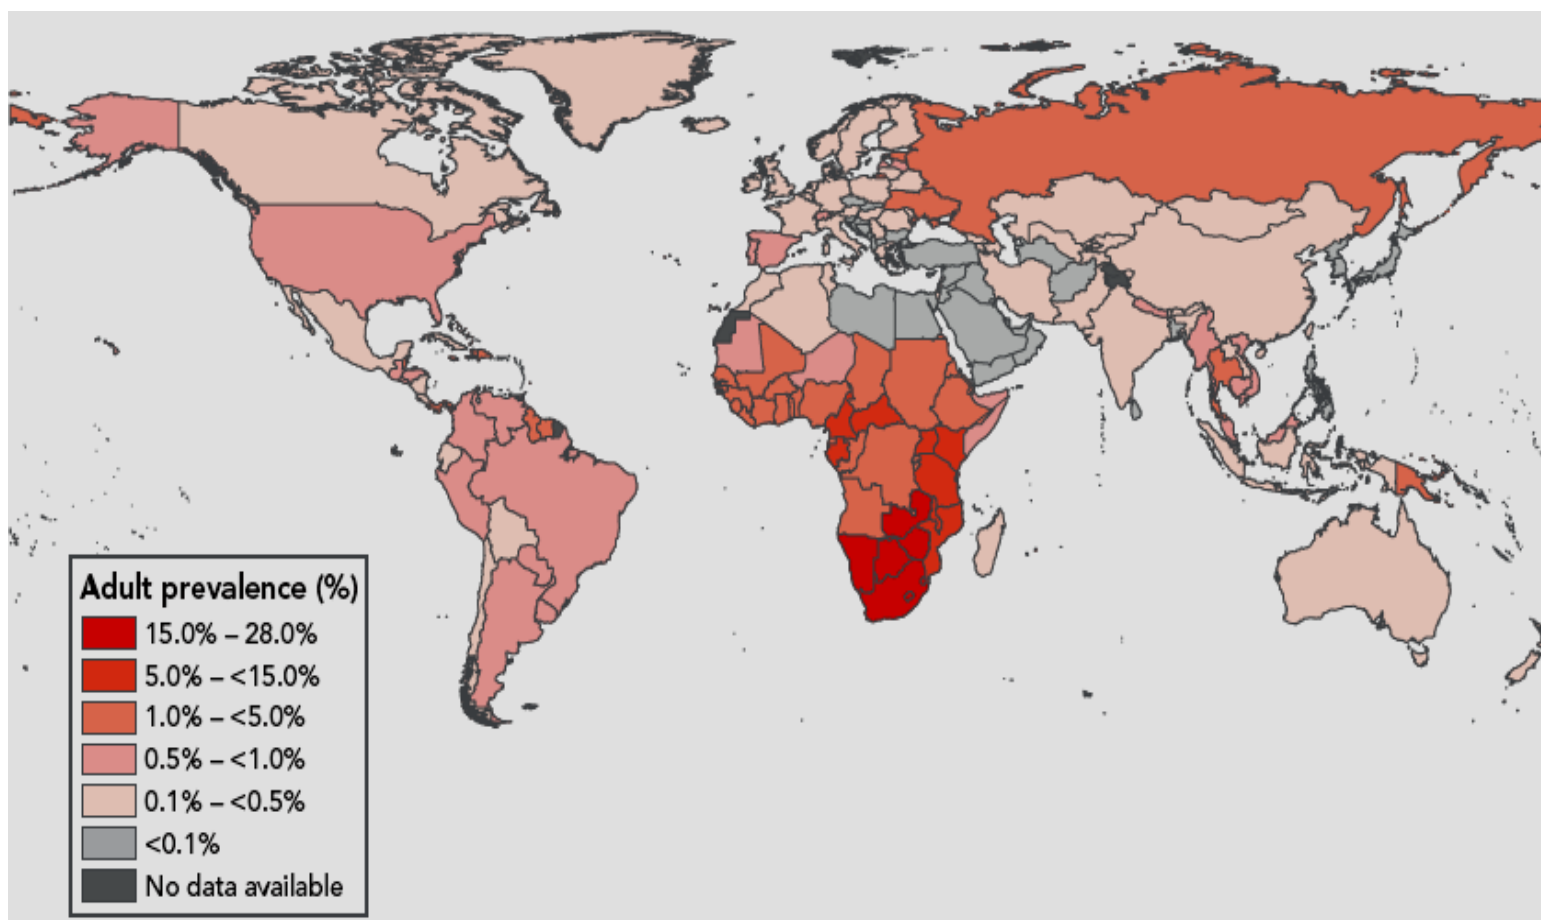 Adult prevalence (%)
15.0% – 28.0%
5.0% – <15.0%
1.0% – <5.0%
0.5% – <1.0%
0.1% – <0.5%
<0.1%
No data available